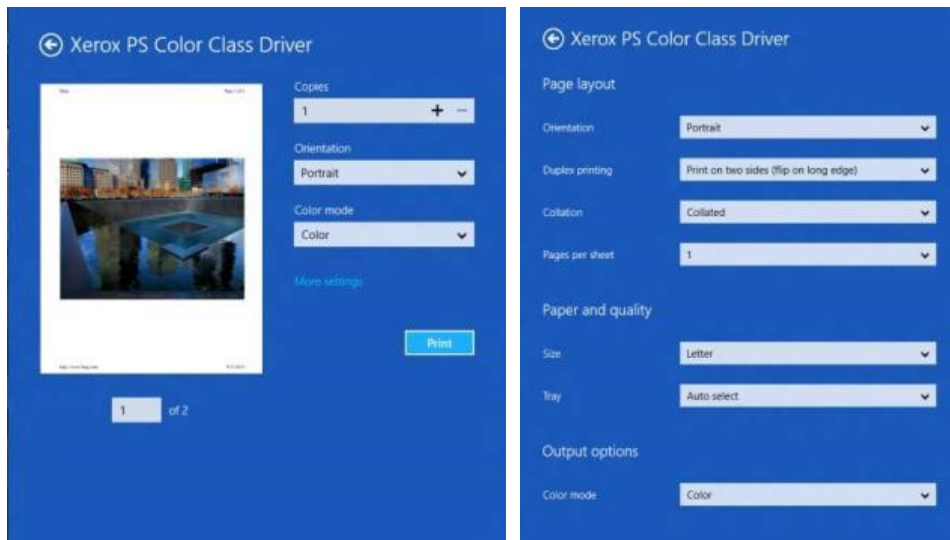 Xerox PS Color Class Driver
Copies
1
Orientation
Portrait
Color mode
Color
More settings
Print
1 of 2
Xerox PS Color Class Driver
Page layout
Orientation
Portrait
Duplex printing
Print on two sides (flip on long edge)
Collation
Collated
Pages per sheet
1
Paper and quality
Size
Letter
Tray
Auto select
Output options
Color mode
Color